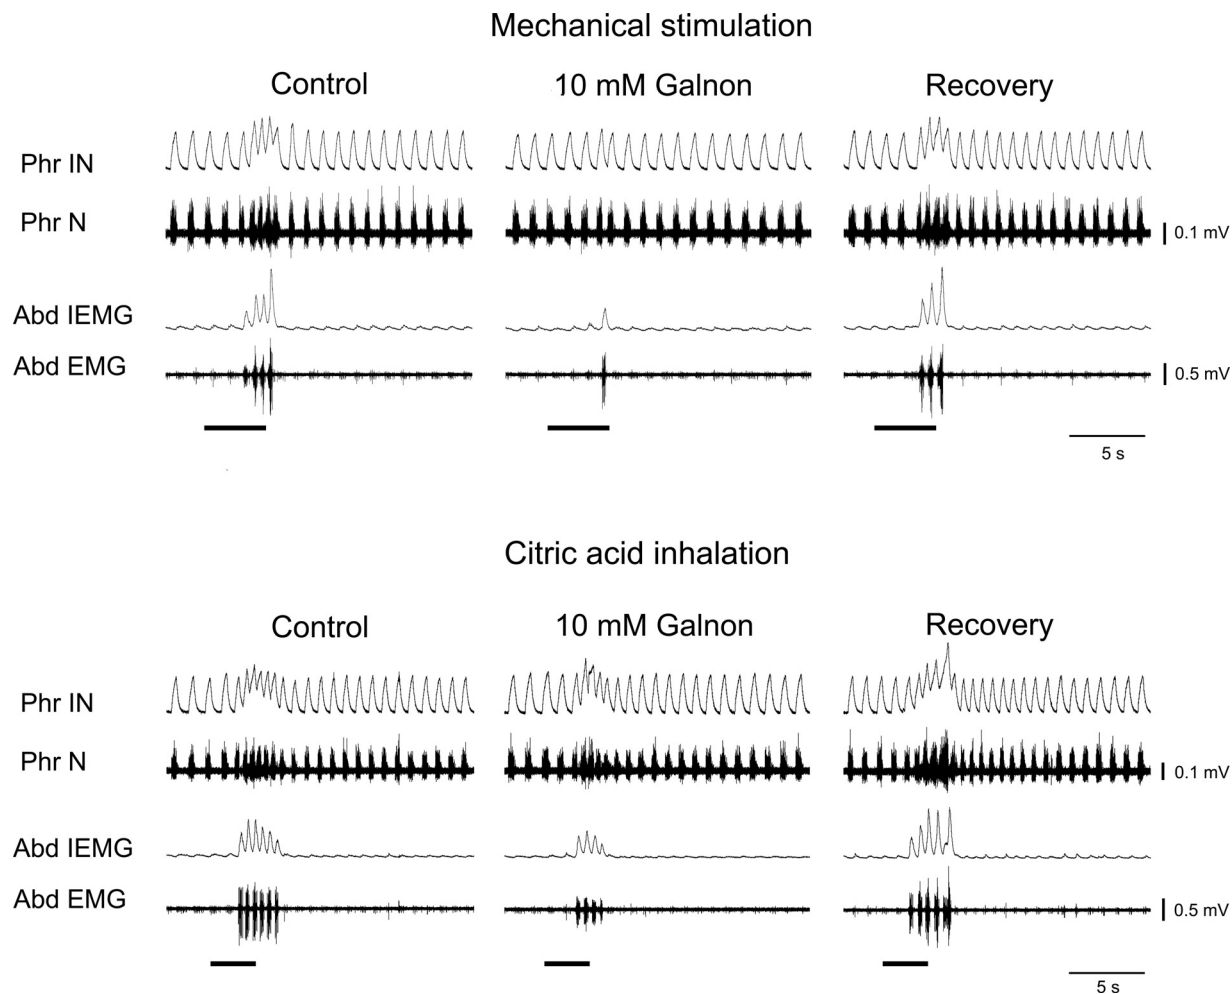 Mechanical stimulation
Control 10 mM Galnon Recovery
Phr IN
Phr N
0.1 mV
Abd IEMG
Abd EMG
0.5 mV
5 s
Citric acid inhalation
Control 10 mM Galnon Recovery
Phr IN
Phr N
0.1 mV
Abd IEMG
Abd EMG
0.5 mV
5 s